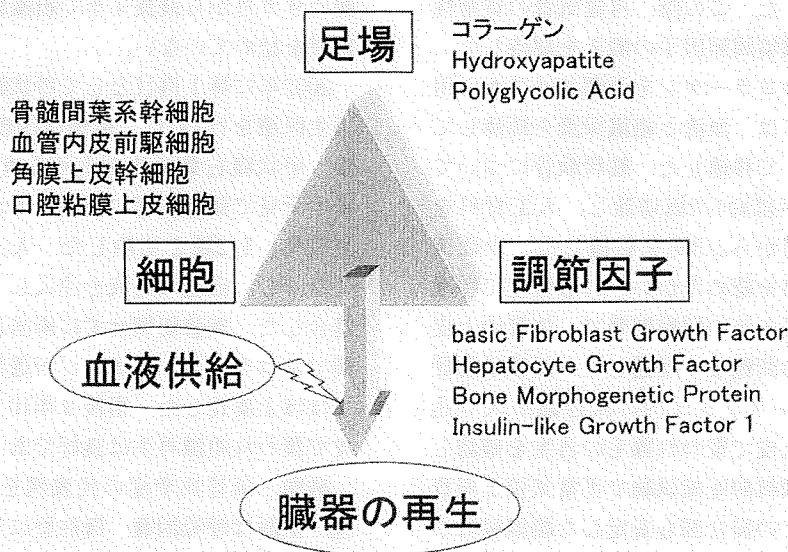 足場
コラーゲン
Hydroxyapatite
Polyglycolic Acid
骨髄間葉系幹細胞
血管内皮前駆細胞
角膜上皮幹細胞
口腔粘膜上皮細胞
細胞
調節因子
basic Fibroblast Growth Factor
Hepatocyte Growth Factor
Bone Morphogenetic Protein
Insulin-like Growth Factor 1
血液供給
臓器の再生